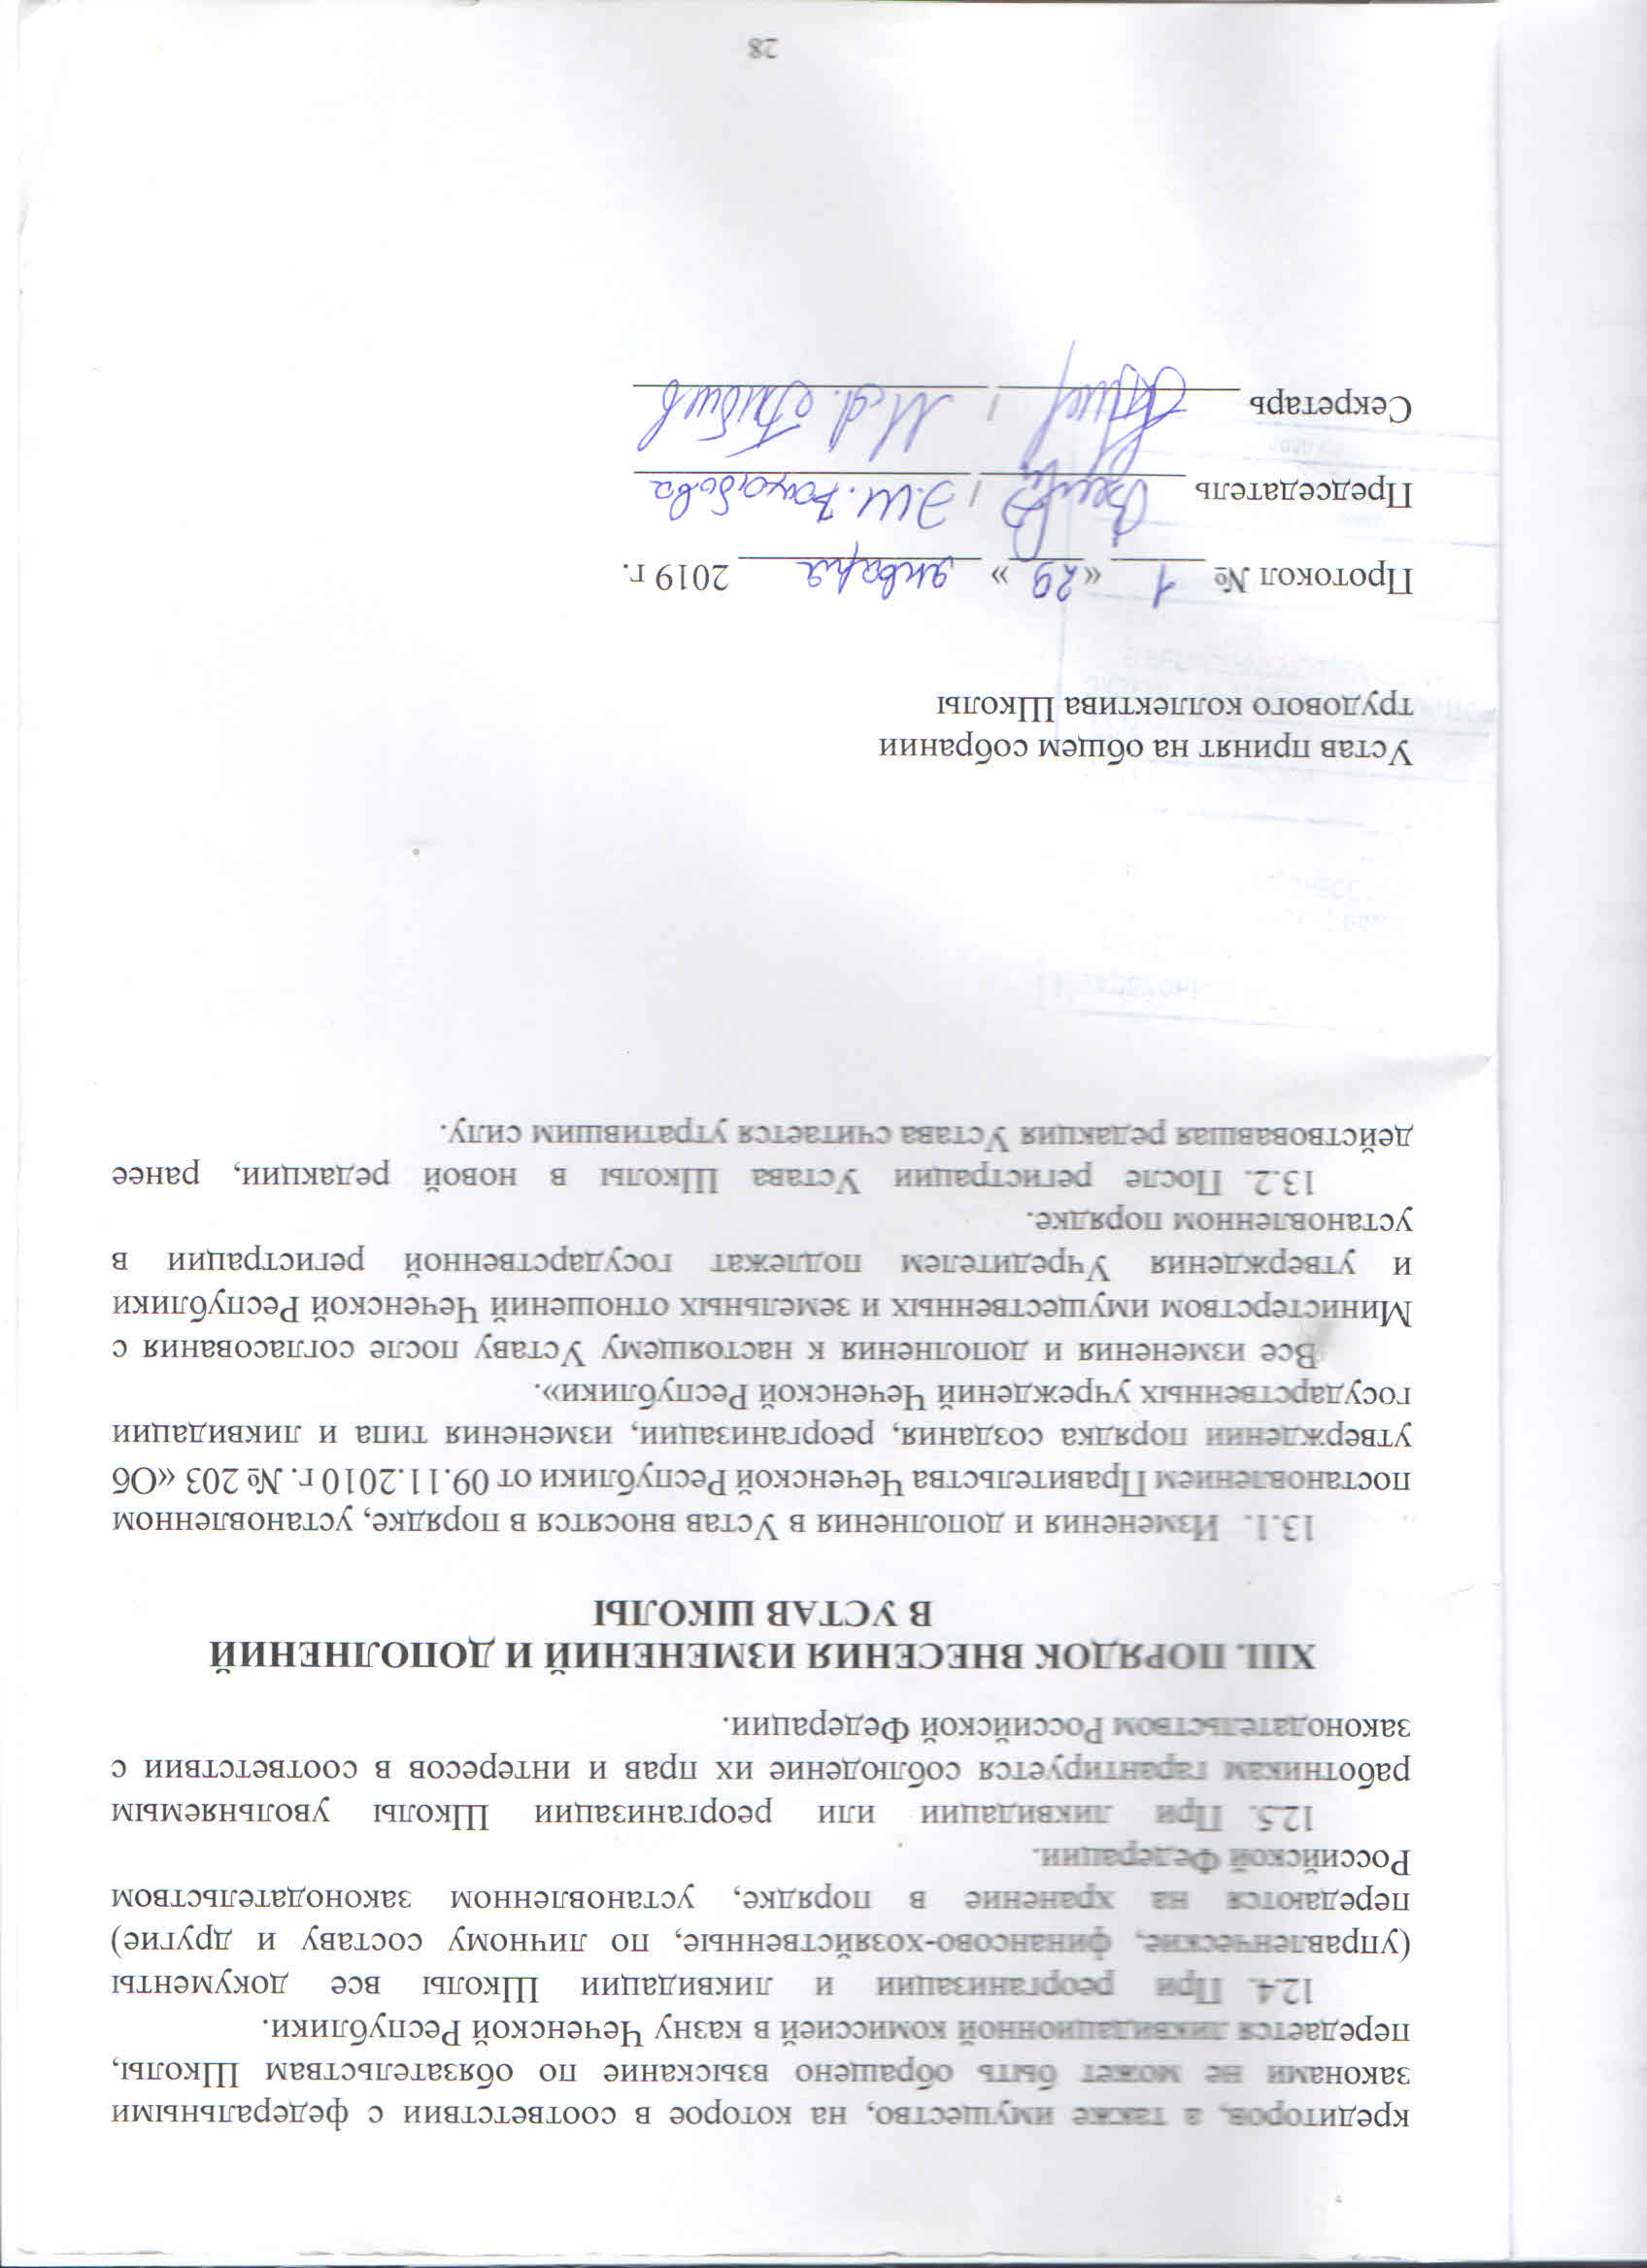 кредиторов, а также имущество, на которое в соответствии с федеральными
законами не может быть обращено взыскание по обязательствам Школы,
передается ликвидационной комиссией в казну Чеченской Республики.
12.4. При реорганизации и ликвидации Школы все документы
(управленческие, финансово-хозяйственные, по личному составу и другие)
передаются на хранение в порядке, установленном законодательством
Российской Федерации.
12.5. При ликвидации или реорганизации Школы увольняемым
работникам гарантируется соблюдение их прав и интересов в соответствии с
законодательством Российской Федерации.
XIII. ПОРЯДОК ВНЕСЕНИЯ ИЗМЕНЕНИЙ И ДОПОЛНЕНИЙ
В УСТАВ ШКОЛЫ
13.1. Изменения и дополнения в Устав вносятся в порядке, установленном
постановлением Правительства Чеченской Республики от 09.11.2010 г. № 203 «Об
утверждении порядка создания, реорганизации, изменения типа и ликвидации
государственных учреждений Чеченской Республики».
Все изменения и дополнения к настоящему Уставу после согласования с
Министерством имущественных и земельных отношений Чеченской Республики
и утверждения Учредителем подлежат государственной регистрации в
установленном порядке.
13.2. После регистрации Устава Школы в новой редакции, ранее
действовавшая редакция Устава считается утратившим силу.
Устав принят на общем собрании
трудового коллектива Школы
Протокол № 1 «29» января 2019 г.
Председатель / Э.Ш.
Секретарь / М.
28